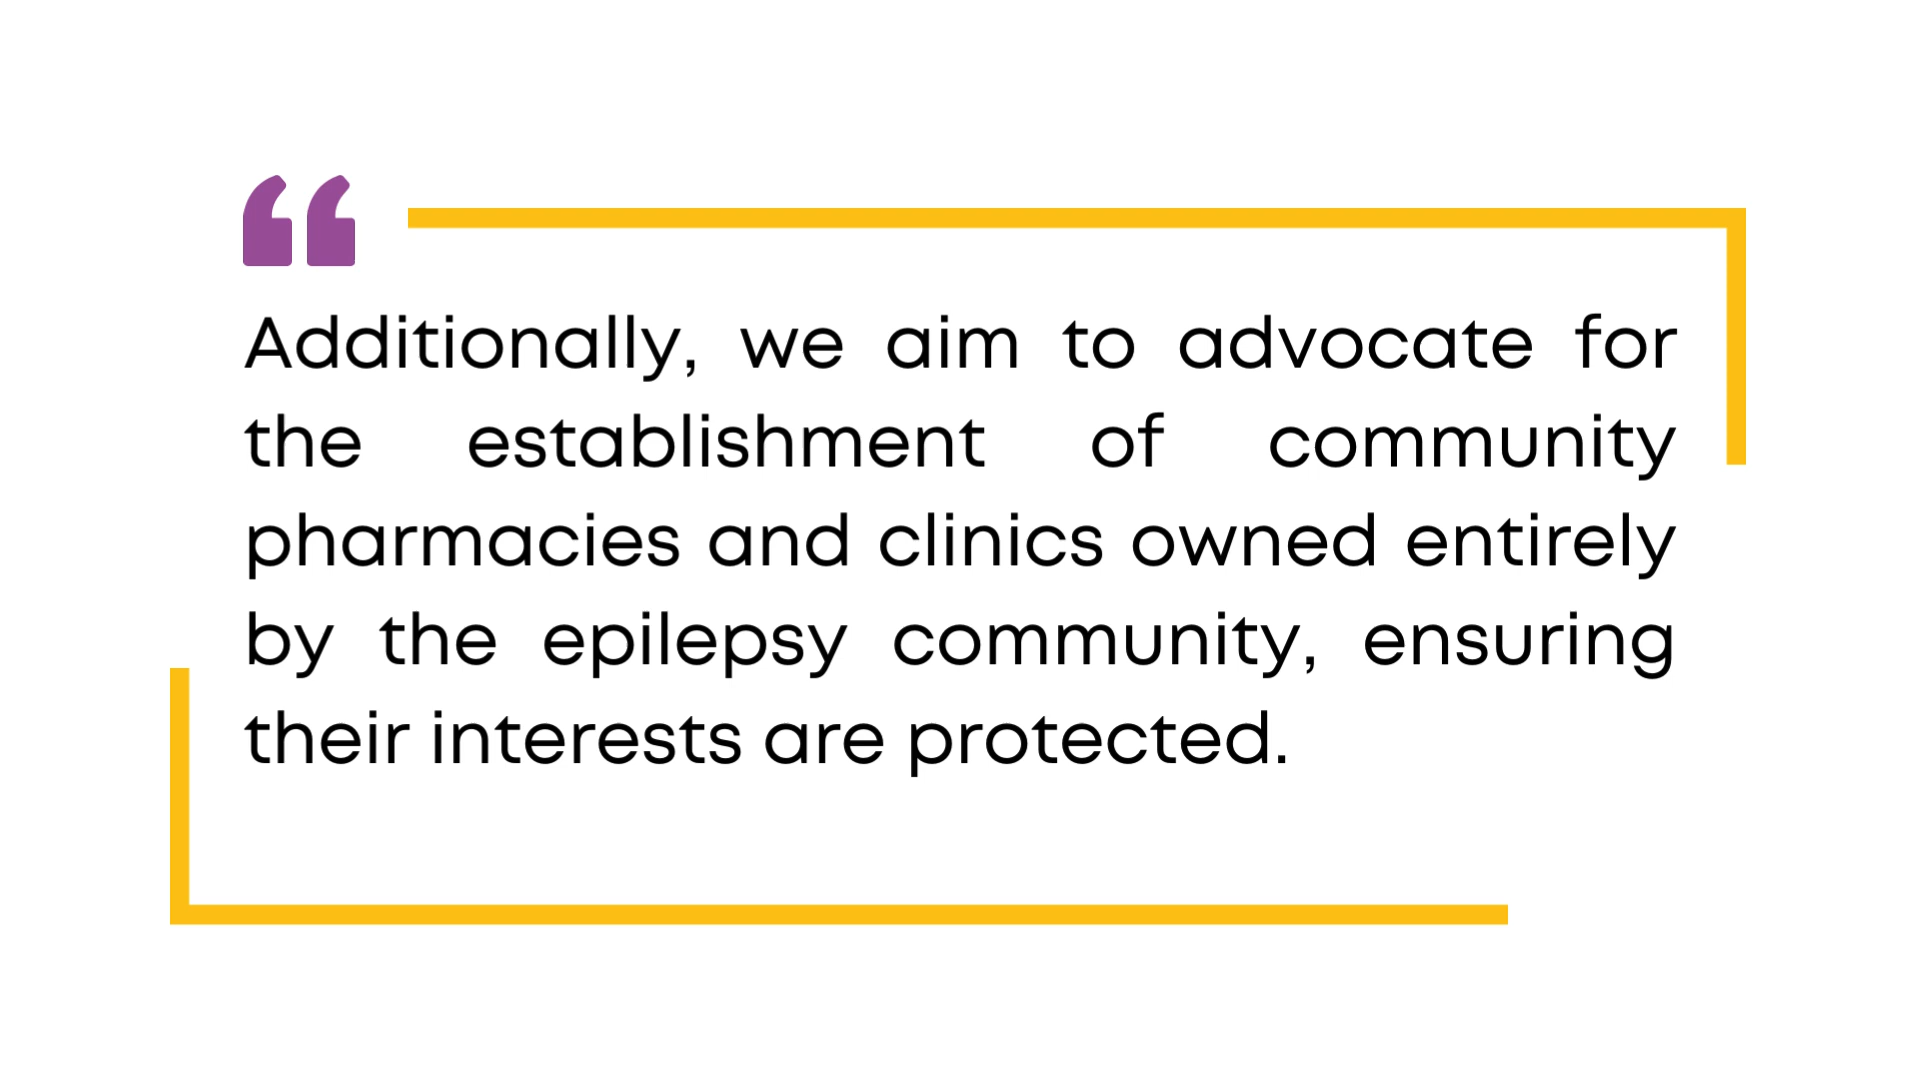 Additionally, we aim to advocate for
the establishment of community
pharmacies and clinics owned entirely
by the epilepsy community, ensuring
their interests are protected.